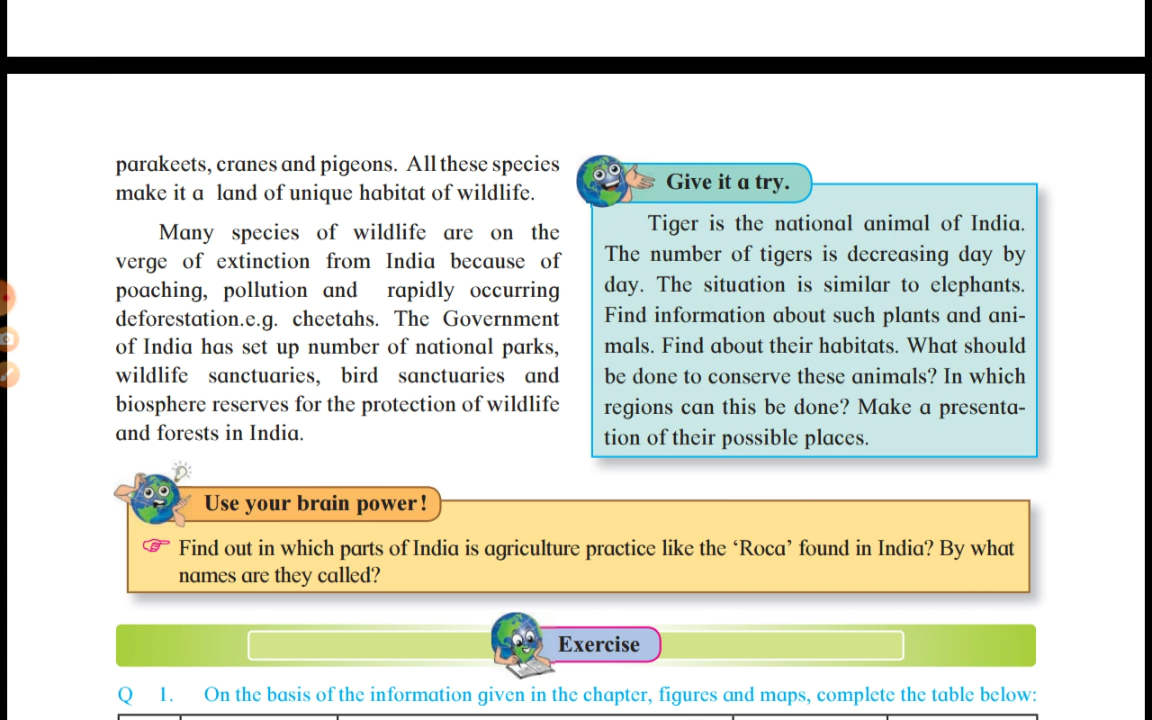 parakeets, cranes and pigeons. All these species
make it a land of unique habitat of wildlife.
Many species of wildlife are on the
verge of extinction from India because of
poaching, pollution and rapidly occurring
deforestation.e.g. cheetahs. The Government
of India has set up number of national parks,
wildlife sanctuaries, bird sanctuaries and
biosphere reserves for the protection of wildlife
and forests in India.
Give it a try.
Tiger is the national animal of India.
The number of tigers is decreasing day by
day. The situation is similar to elephants.
Find information about such plants and ani-
mals. Find about their habitats. What should
be done to conserve these animals? In which
regions can this be done? Make a presenta-
tion of their possible places.
Use your brain power!
Find out in which parts of India is agriculture practice like the ‘Roca’ found in India? By what
names are they called?
Exercise
Q 1. On the basis of the information given in the chapter, figures and maps, complete the table below: